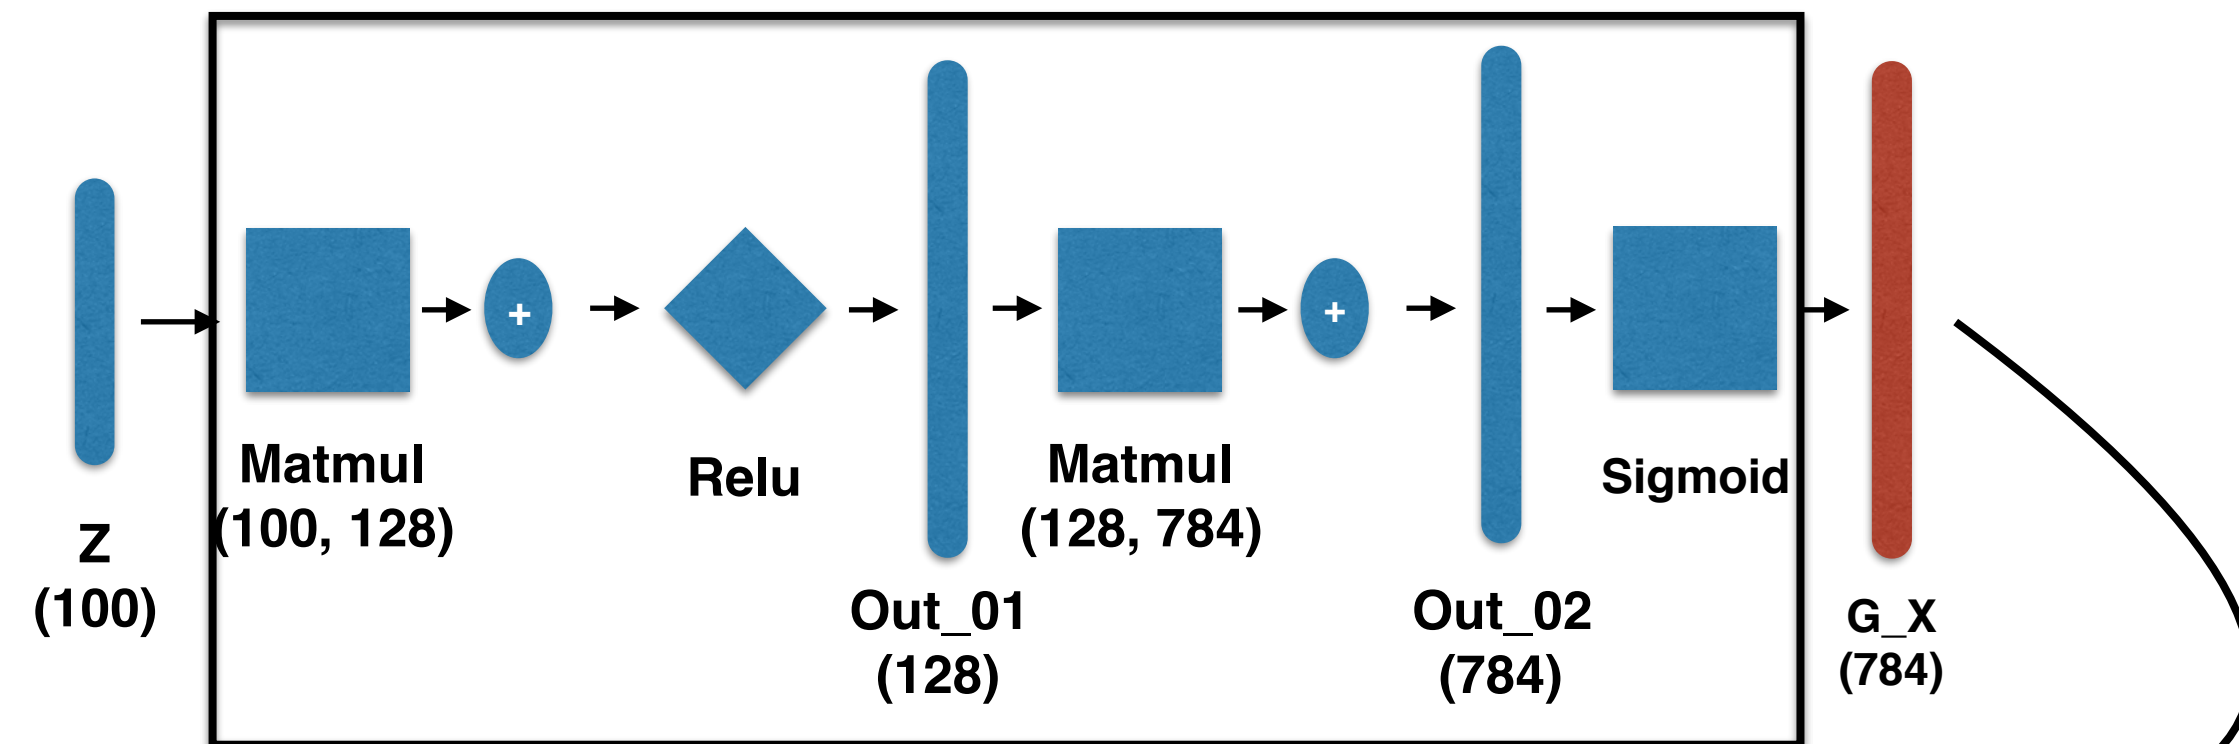 Z
(100)
Matmul
(100, 128)
+
Relu
Out_01
(128)
Matmul
(128, 784)
+
Out_02
(784)
Sigmoid
G_X
(784)